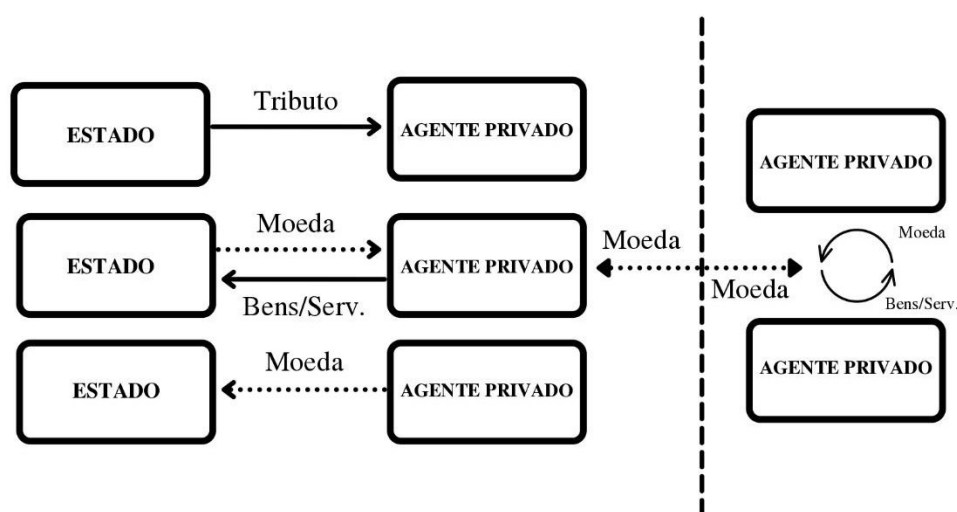 Tributo
ESTADO
AGENTE PRIVADO
AGENTE PRIVADO
Moeda
ESTADO
AGENTE PRIVADO
Bens/Serv.
Moeda
Moeda
Moeda
Bens/Serv.
Moeda
ESTADO
AGENTE PRIVADO
AGENTE PRIVADO